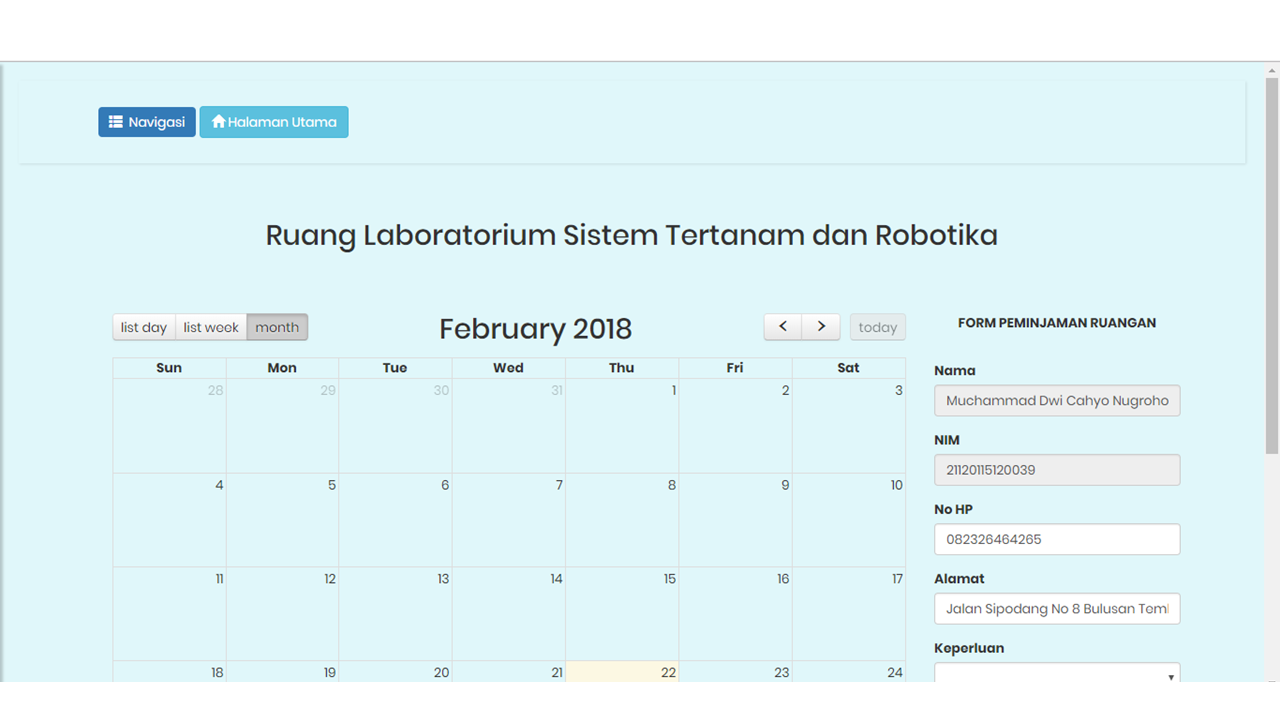 Navigasi Halaman Utama
Ruang Laboratorium Sistem Tertanam dan Robotika
list day list week month
February 2018
today
Sun Mon Tue Wed Thu Fri Sat
28 29 30 31 1 2 3
4 5 6 7 8 9 10
11 12 13 14 15 16 17
18 19 20 21 22 23 24
FORM PEMINJAMAN RUANGAN
Nama
Muchammad Dwi Cahyo Nugroho
NIM
21120115120039
No HP
082326464265
Alamat
Jalan Sipodang No 8 Bulusan
Keperluan